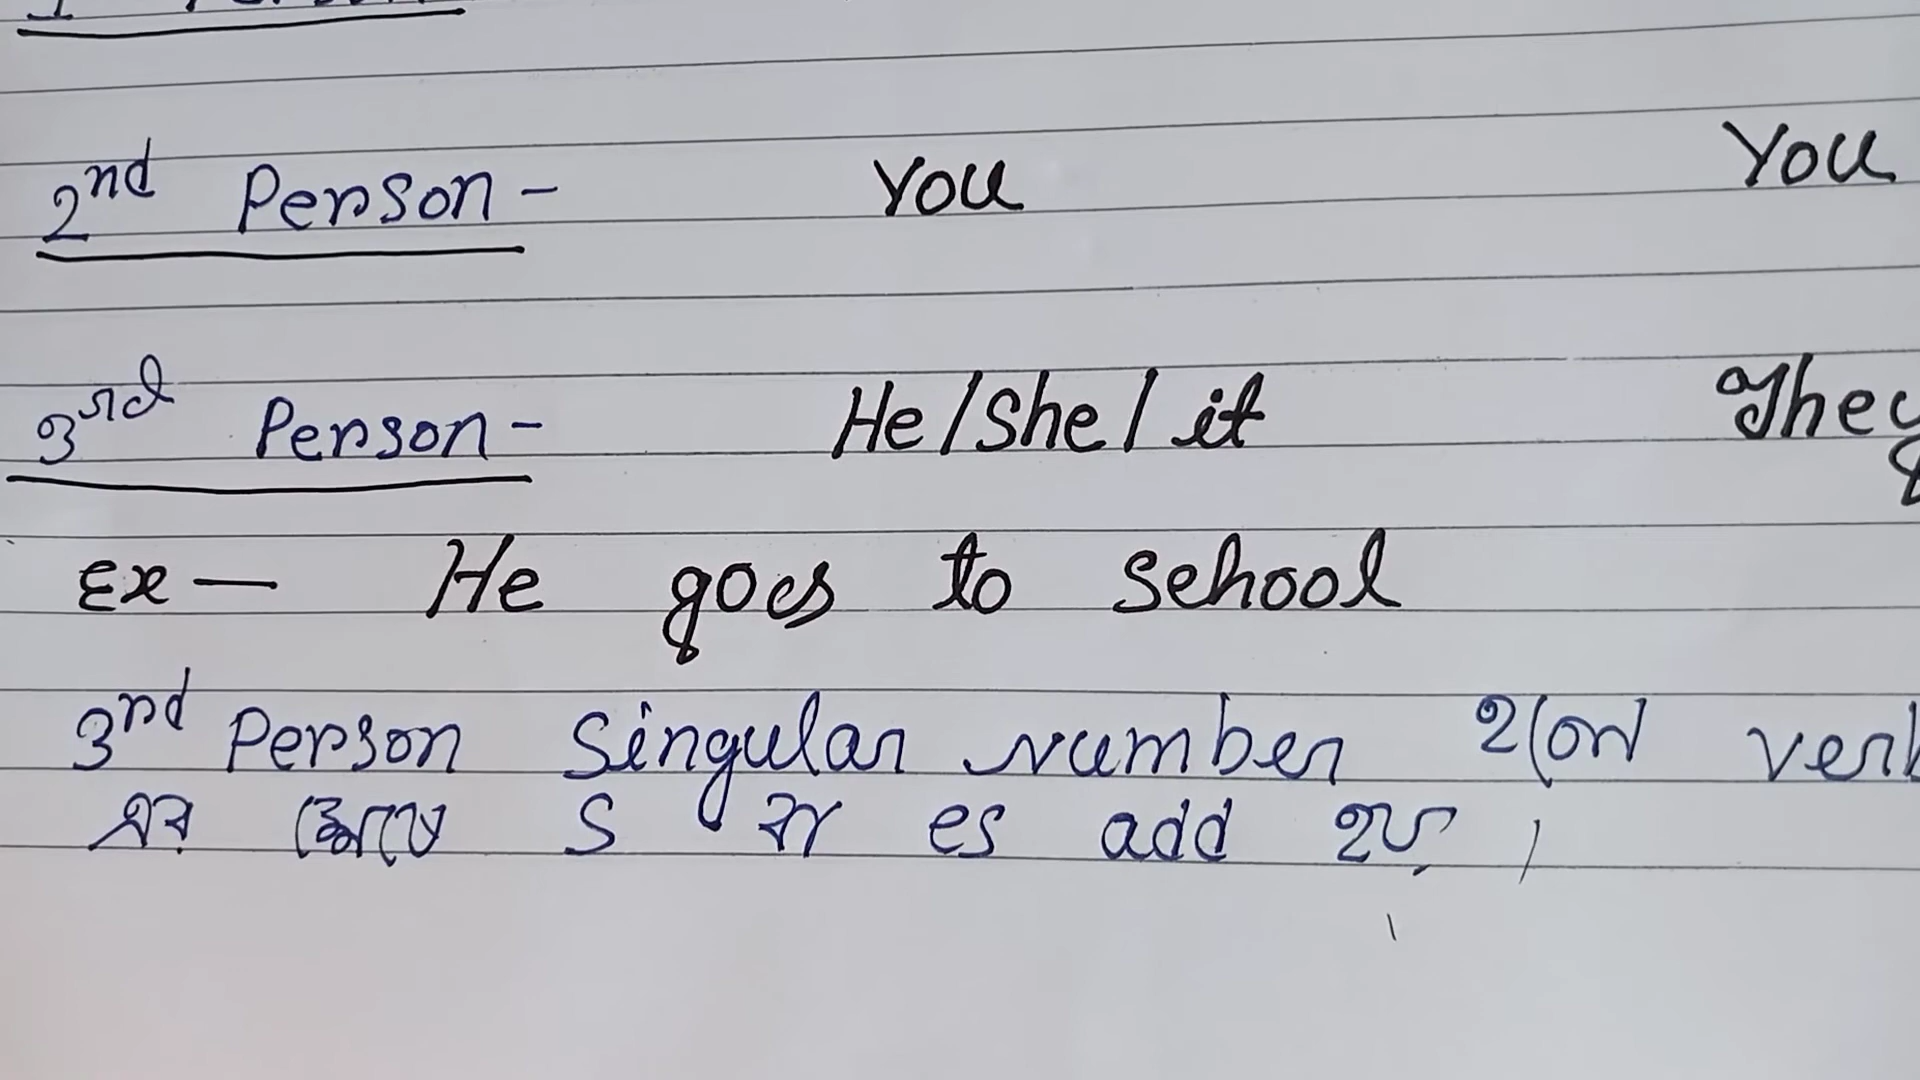 2nd Person - You You
3rd Person - He/She/it They
Ex — He goes to school
3rd Person singular number হলে verb
এর শেষে s বা es add হয়।